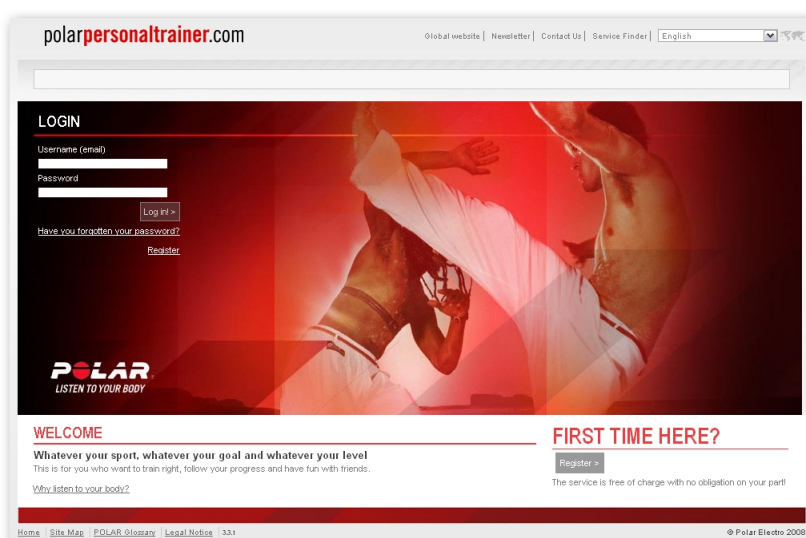 polarpersonaltrainer.com
Global website | Newsletter | Contact Us | Service Finder | English
LOGIN
Username (email)
Password
Log in! >
Have you forgotten your password?
Register
POLAR
LISTEN TO YOUR BODY
WELCOME
Whatever your sport, whatever your goal and whatever your level
This is for you who want to train right, follow your progress and have fun with friends.
Why listen to your body?
FIRST TIME HERE?
Register >
The service is free of charge with no obligation on your part!
Home | Site Map | POLAR Glossary | Legal Notice | 3.3.1
© Polar Electro 2008